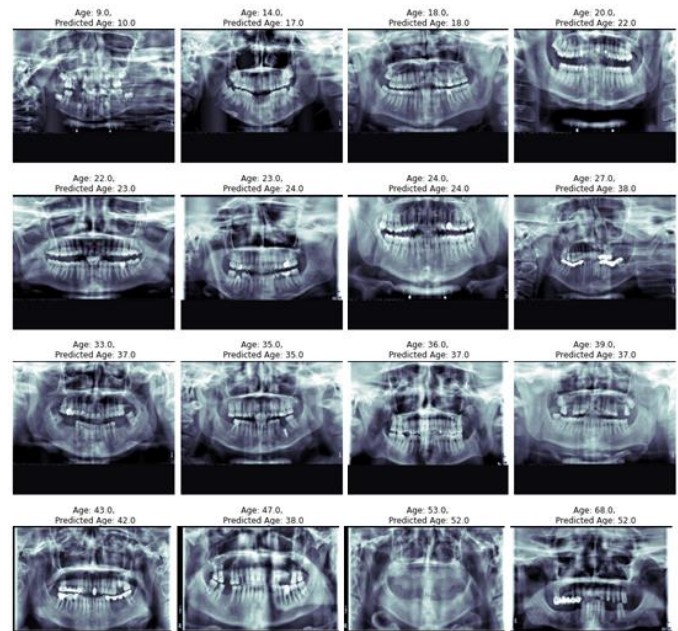 Age: 9.0,
Predicted Age: 10.0
Age: 14.0,
Predicted Age: 17.0
Age: 18.0,
Predicted Age: 18.0
Age: 20.0,
Predicted Age: 22.0
Age: 22.0,
Predicted Age: 23.0
Age: 23.0,
Predicted Age: 24.0
Age: 24.0,
Predicted Age: 24.0
Age: 27.0,
Predicted Age: 38.0
Age: 33.0,
Predicted Age: 37.0
Age: 35.0,
Predicted Age: 35.0
Age: 36.0,
Predicted Age: 37.0
Age: 39.0,
Predicted Age: 37.0
Age: 43.0,
Predicted Age: 42.0
Age: 47.0,
Predicted Age: 38.0
Age: 53.0,
Predicted Age: 52.0
Age: 68.0,
Predicted Age: 52.0